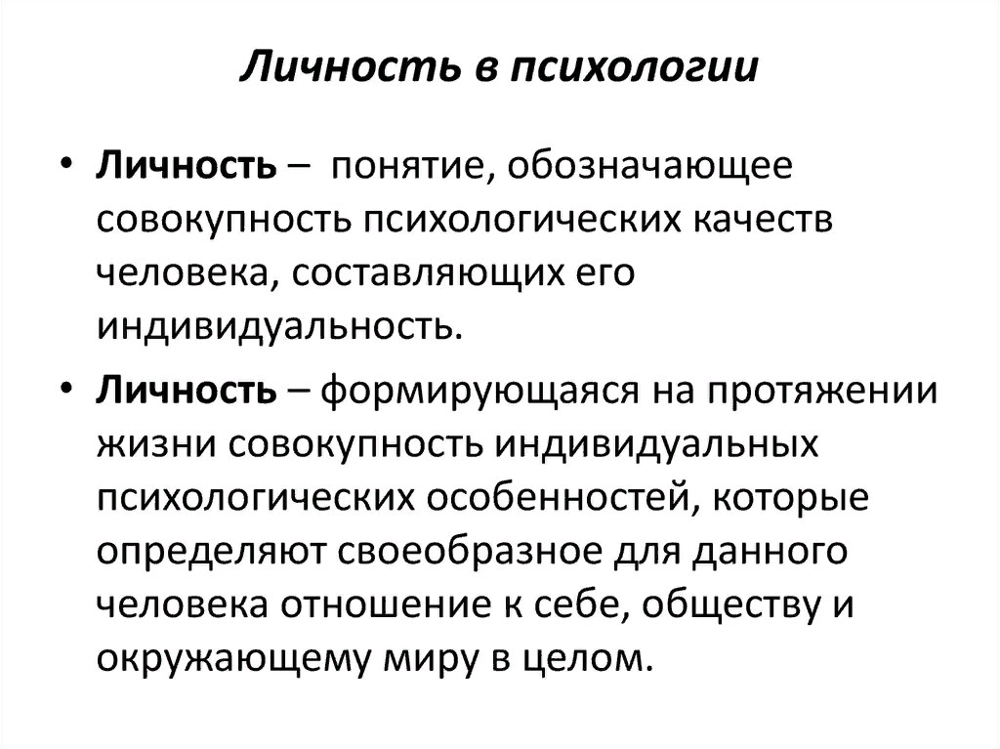 Личность в психологии
• Личность – понятие, обозначающее
совокупность психологических качеств
человека, составляющих его
индивидуальность.
• Личность – формирующаяся на протяжении
жизни совокупность индивидуальных
психологических особенностей, которые
определяют своеобразное для данного
человека отношение к себе, обществу и
окружающему миру в целом.